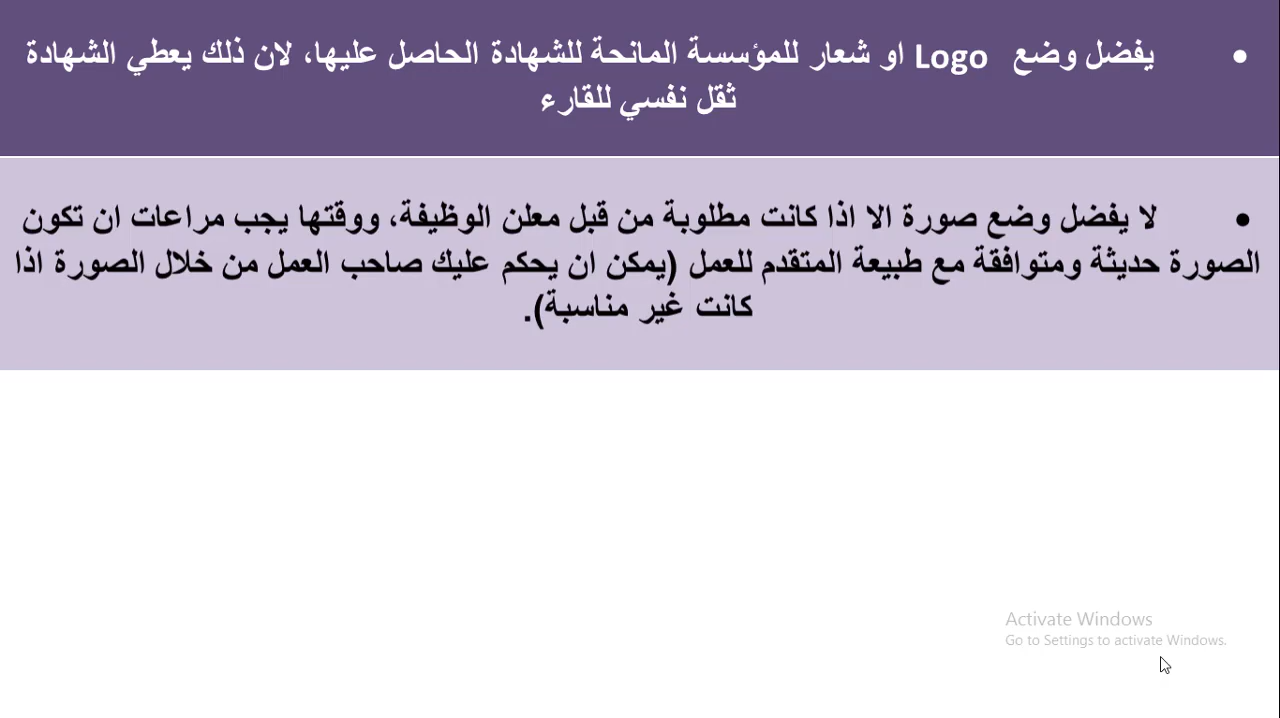 • يفضل وضع Logo او شعار للمؤسسة المانحة للشهادة الحاصل عليها، لان ذلك يعطي الشهادة
ثقل نفسي للقارء
• لا يفضل وضع صورة الا اذا كانت مطلوبة من قبل معلن الوظيفة، ووقتها يجب مراعات ان تكون
الصورة حديثة ومتوافقة مع طبيعة المتقدم للعمل (يمكن ان يحكم عليك صاحب العمل من خلال الصورة اذا
كانت غير مناسبة).
Activate Windows
Go to Settings to activate Windows.